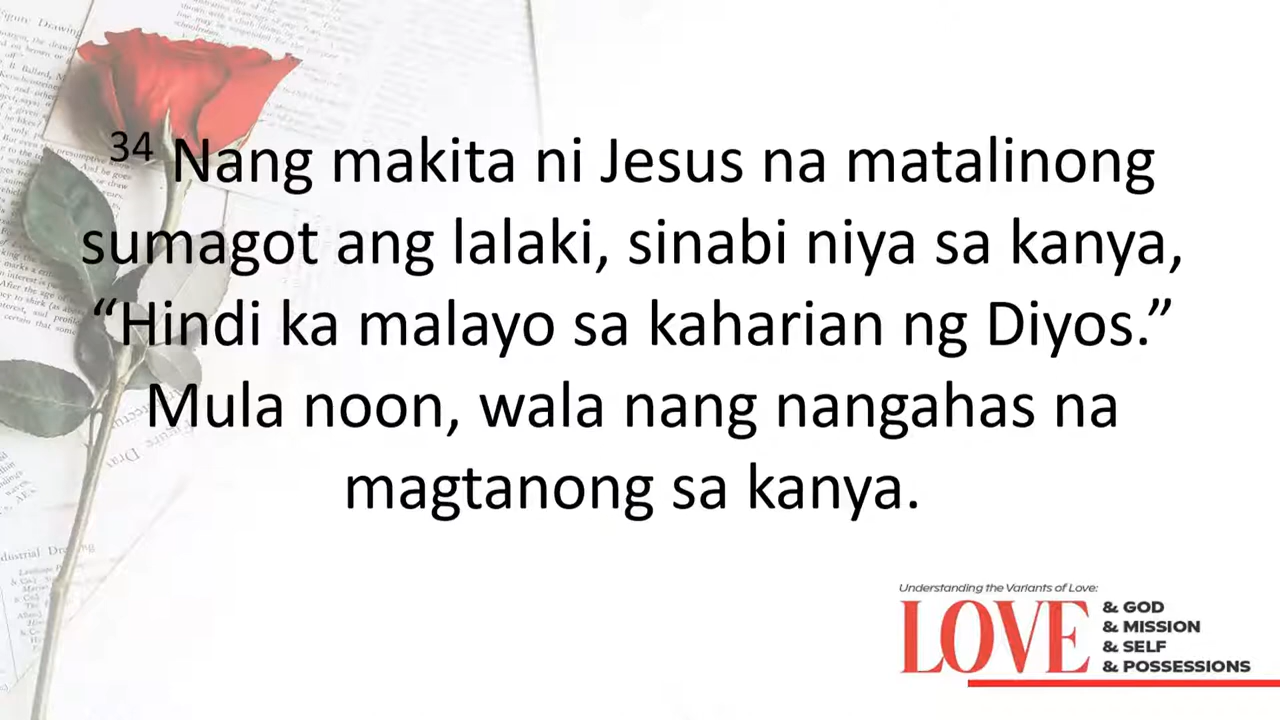 34 Nang makita ni Jesus na matalinong
sumagot ang lalaki, sinabi niya sa kanya,
“Hindi ka malayo sa kaharian ng Diyos.”
Mula noon, wala nang nangahas na
magtanong sa kanya.
Understanding the Variants of Love:
LOVE
& GOD
& MISSION
& SELF
& POSSESSIONS